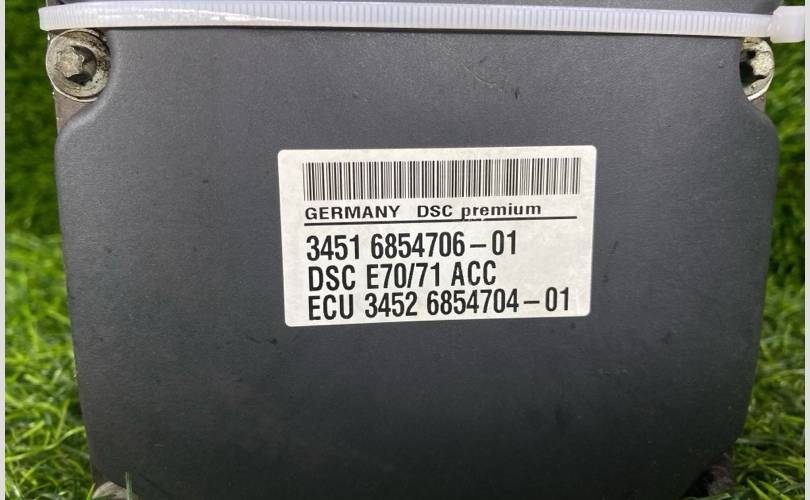 GERMANY DSC premium
3451 6854706-01
DSC E70/71 ACC
ECU 3452 6854704-01